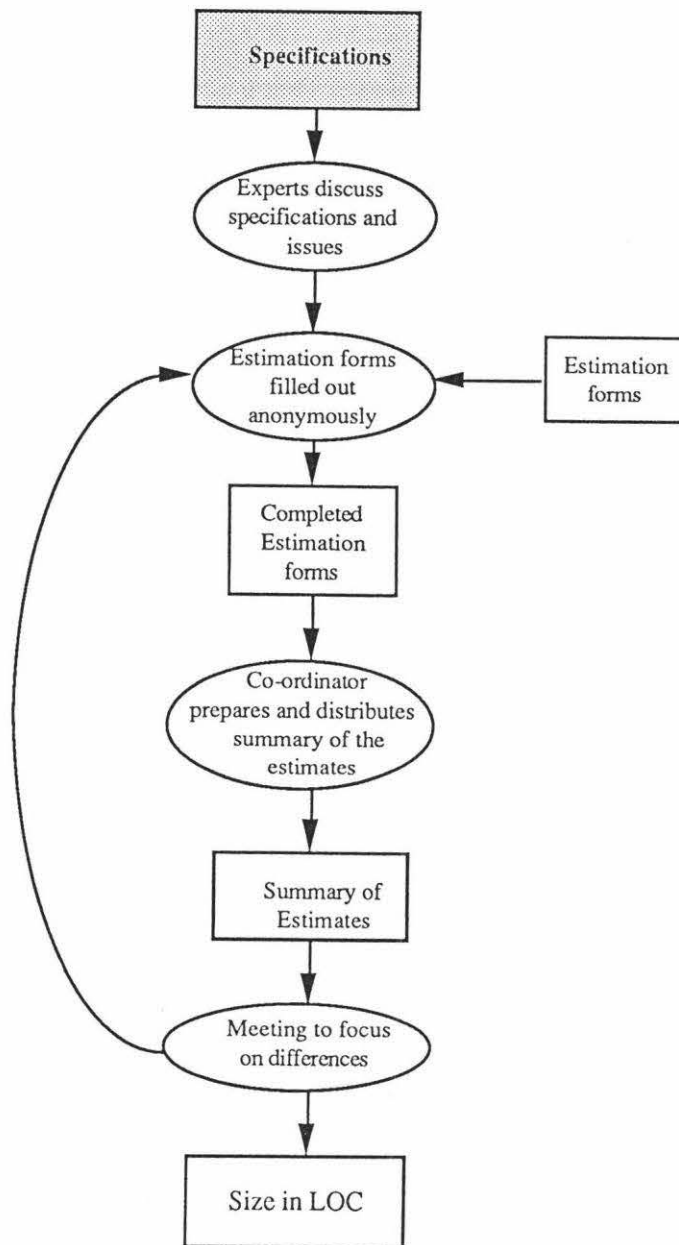 Specifications
Experts discuss
specifications and
issues
Estimation forms
filled out
anonymously
Estimation
forms
Completed
Estimation
forms
Co-ordinator
prepares and distributes
summary of the
estimates
Summary of
Estimates
Meeting to focus
on differences
Size in LOC